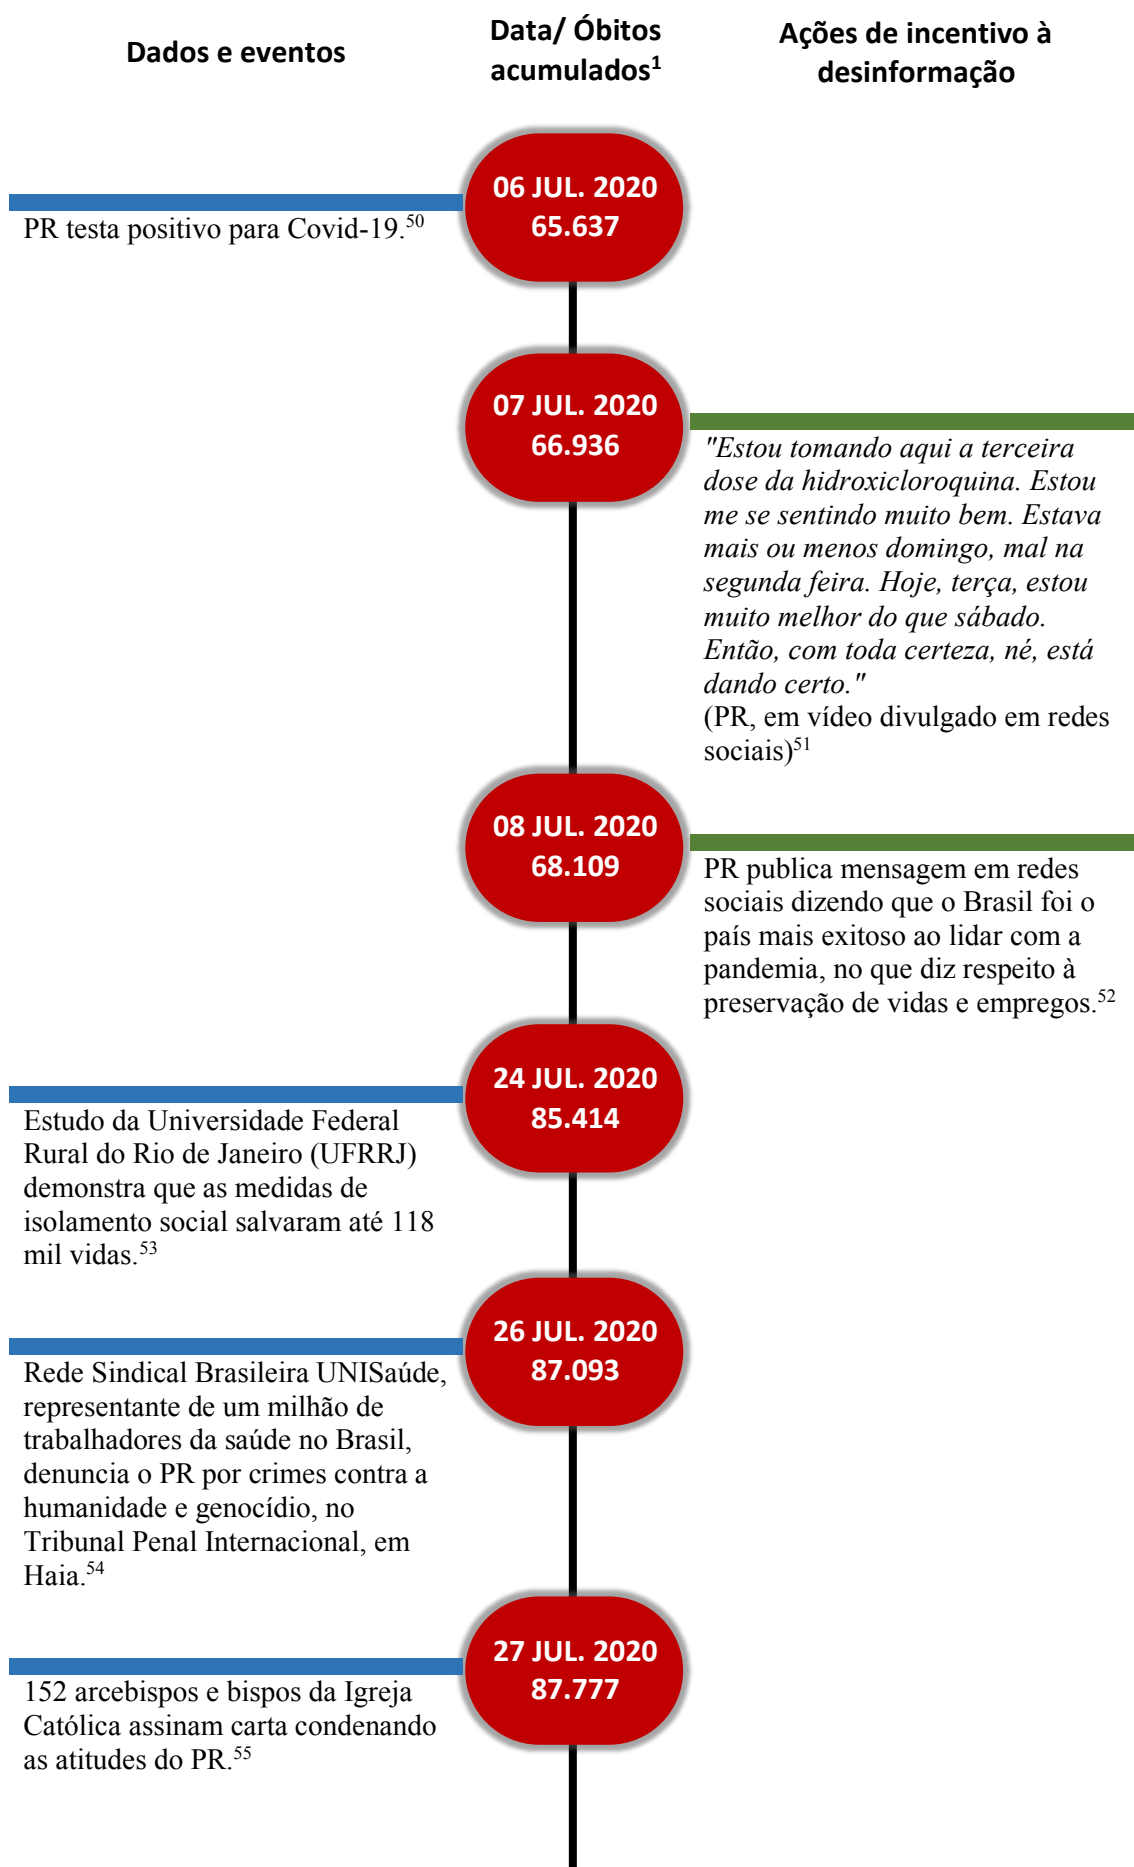 Dados e eventos
Data/ Óbitos
acumulados¹
Ações de incentivo à
desinformação
06 JUL. 2020
65.637
PR testa positivo para Covid-19.⁵⁰
07 JUL. 2020
66.936
"Estou tomando aqui a terceira
dose da hidroxicloroquina. Estou
me se sentindo muito bem. Estava
mais ou menos domingo, mal na
segunda feira. Hoje, terça, estou
muito melhor do que sábado.
Então, com toda certeza, né, está
dando certo."
(PR, em vídeo divulgado em redes
sociais)⁵¹
08 JUL. 2020
68.109
PR publica mensagem em redes
sociais dizendo que o Brasil foi o
país mais exitoso ao lidar com a
pandemia, no que diz respeito à
preservação de vidas e empregos.⁵²
24 JUL. 2020
85.414
Estudo da Universidade Federal
Rural do Rio de Janeiro (UFRRJ)
demonstra que as medidas de
isolamento social salvaram até 118
mil vidas.⁵³
26 JUL. 2020
87.093
Rede Sindical Brasileira UNISaúde,
representante de um milhão de
trabalhadores da saúde no Brasil,
denuncia o PR por crimes contra a
humanidade e genocídio, no
Tribunal Penal Internacional, em
Haia.⁵⁴
27 JUL. 2020
87.777
152 arcebispos e bispos da Igreja
Católica assinam carta condenando
as atitudes do PR.⁵⁵